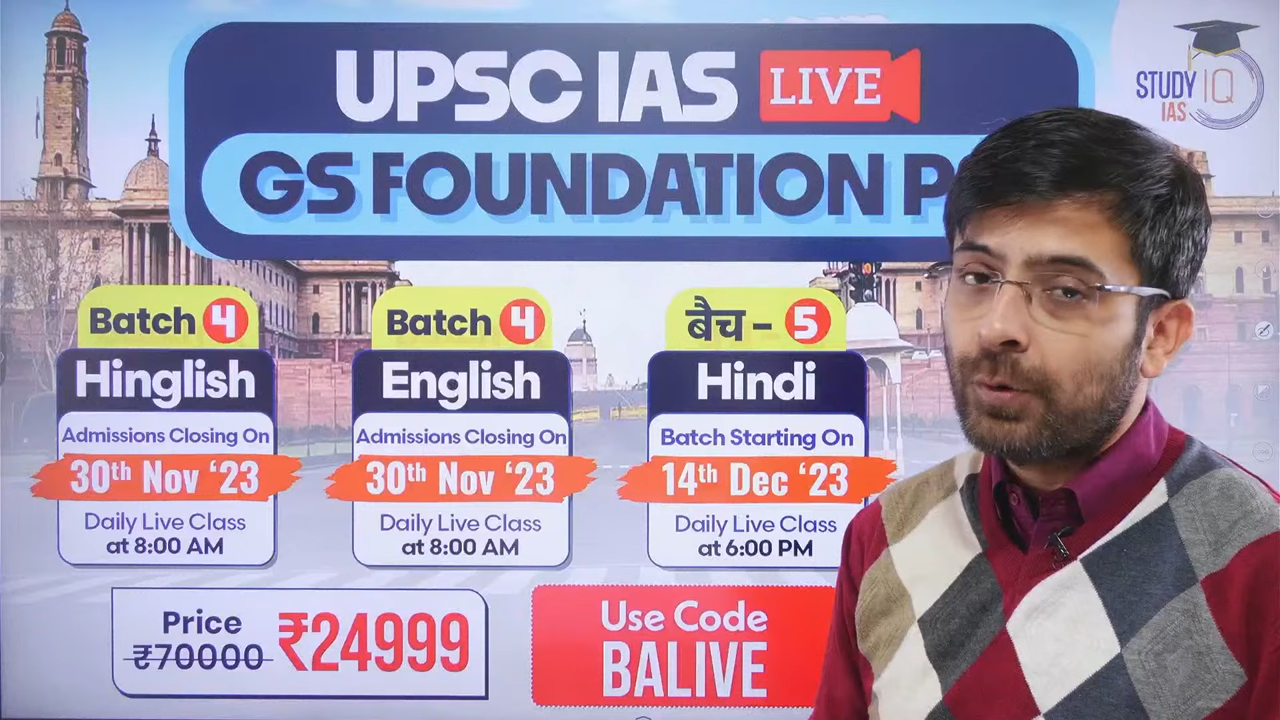 UPSC IAS LIVE
STUDY IQ
IAS
GS FOUNDATION
Batch 4
Hinglish
Admissions Closing On
30th Nov ‘23
Daily Live Class
at 8:00 AM
Batch 4
English
Admissions Closing On
30th Nov ‘23
Daily Live Class
at 8:00 AM
बैच - 5
Hindi
Batch Starting On
14th Dec ‘23
Daily Live Class
at 6:00 PM
Price
₹70000 ₹24999
Use Code
BALIVE